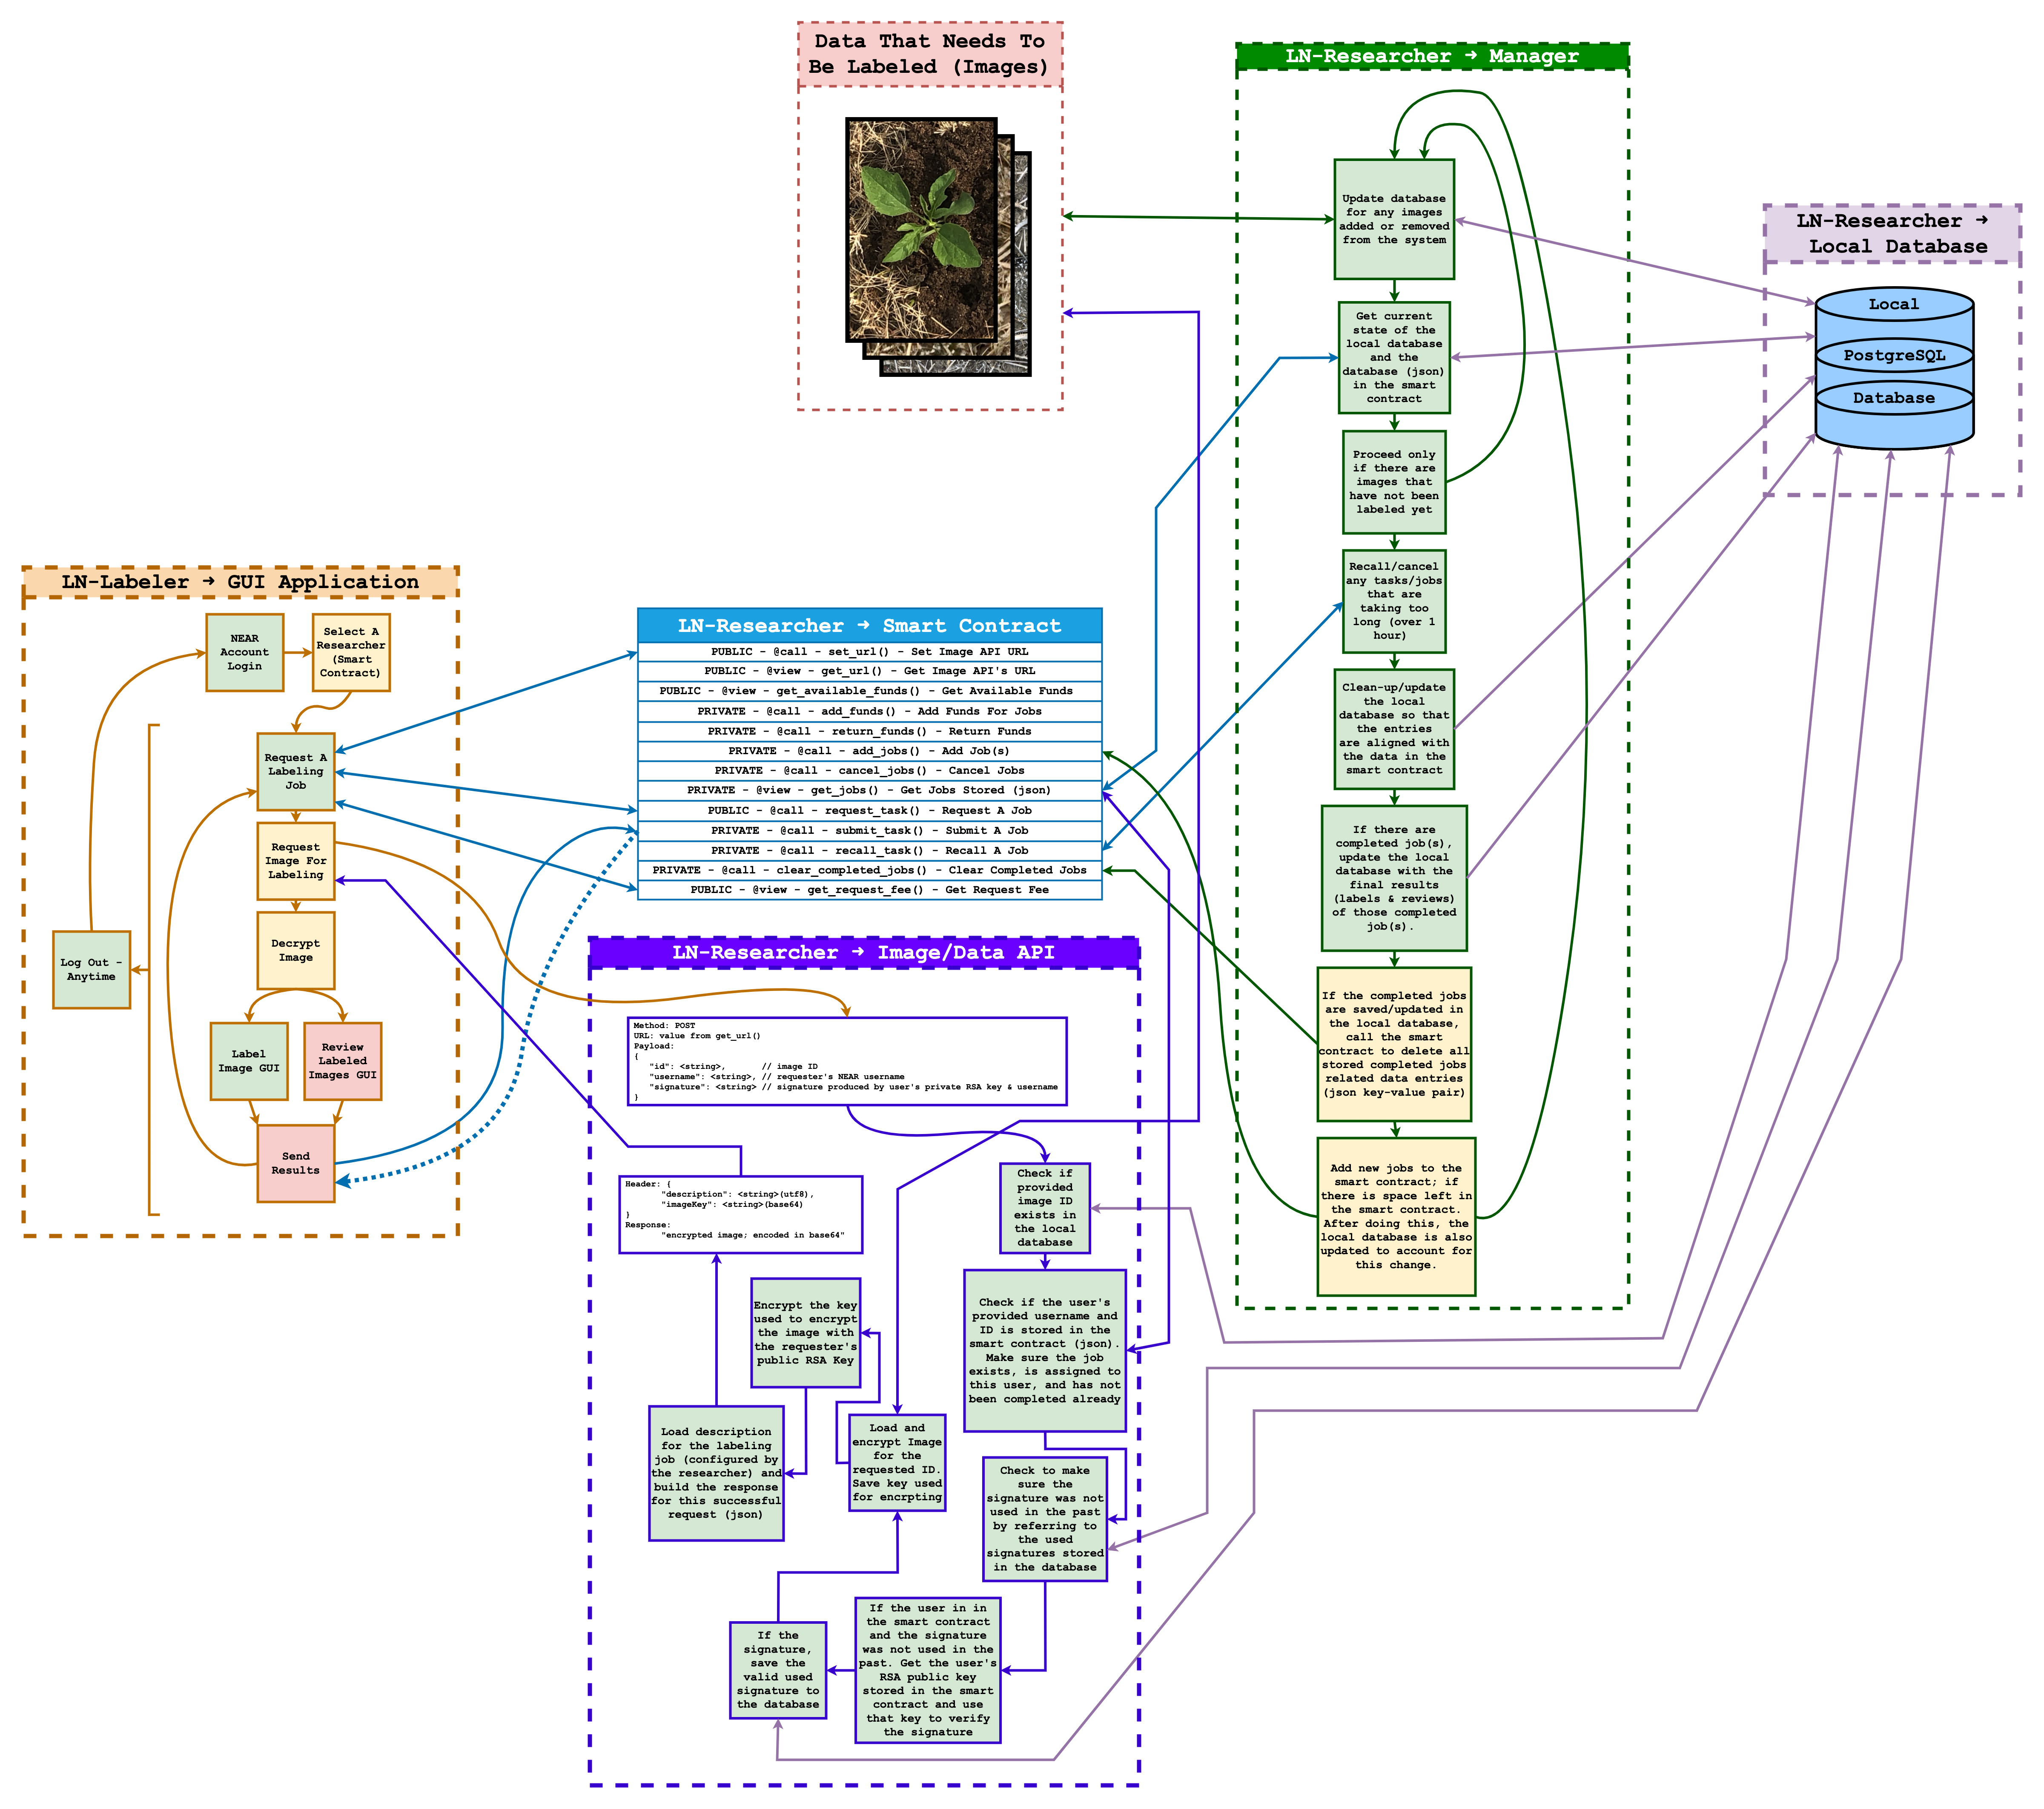 Data That Needs To
Be Labeled (Images)
LN-Researcher → Manager
Update database
for any images
added or removed
from the system
Get current
state of the
local database
and the
database (json)
in the smart
contract
Proceed only
if there are
images that
have not been
labeled yet
Recall/cancel
any tasks/jobs
that are
taking too
long (over 1
hour)
Clean-up/update
the local
database so that
the entries
are aligned with
the data in the
smart contract
If there are
completed job(s),
update the local
database with the
final results
(labels & reviews)
of those completed
job(s).
If the completed jobs
are saved/updated in
the local database,
call the smart
contract to delete all
stored completed jobs
related data entries
(json key-value pair)
Add new jobs to the
smart contract; if
there is space left in
the smart contract.
After doing this, the
local database is also
updated to account for
this change.
LN-Researcher →
Local Database
Local
PostgreSQL
Database
LN-Labeler → GUI Application
NEAR
Account
Login
Select A
Researcher
(Smart
Contract)
Request A
Labeling
Job
Request
Image For
Labeling
Decrypt
Image
Log Out -
Anytime
Label
Image GUI
Review
Labeled
Images GUI
Send
Results
LN-Researcher → Smart Contract
PUBLIC - @call - set_url() - Set Image API URL
PUBLIC - @view - get_url() - Get Image API's URL
PUBLIC - @view - get_available_funds() - Get Available Funds
PRIVATE - @call - add_funds() - Add Funds For Jobs
PRIVATE - @call - return_funds() - Return Funds
PRIVATE - @call - add_jobs() - Add Job(s)
PRIVATE - @call - cancel_jobs() - Cancel Jobs
PRIVATE - @view - get_jobs() - Get Jobs Stored (json)
PUBLIC - @call - request_task() - Request A Job
PRIVATE - @call - submit_task() - Submit A Job
PRIVATE - @call - recall_task() - Recall A Job
PRIVATE - @call - clear_completed_jobs() - Clear Completed Jobs
PUBLIC - @view - get_request_fee() - Get Request Fee
LN-Researcher → Image/Data API
Method: POST
URL: value from get_url()
Payload:
{
"id": <string>, // image ID
"username": <string>, // requester's NEAR username
"signature": <string> // signature produced by user's private RSA key & username
}
Header: {
"description": <string>(utf8),
"imageKey": <string>(base64)
}
Response:
"encrypted image; encoded in base64"
Check if
provided
image ID
exists in
the local
database
Check if the user's
provided username and
ID is stored in the
smart contract (json).
Make sure the job
exists, is assigned to
this user, and has not
been completed already
Check to make
sure the
signature was not
used in the past
by referring to
the used
signatures stored
in the database
If the user in in
the smart contract
and the signature
was not used in the
past. Get the user's
RSA public key
stored in the smart
contract and use
that key to verify
the signature
If the
signature,
save the
valid used
signature to
the database
Load and
encrypt Image
for the
requested ID.
Save key used
for encrpting
Encrypt the key
used to encrypt
the image with
the requester's
public RSA Key
Load description
for the labeling
job (configured by
the researcher) and
build the response
for this successful
request (json)